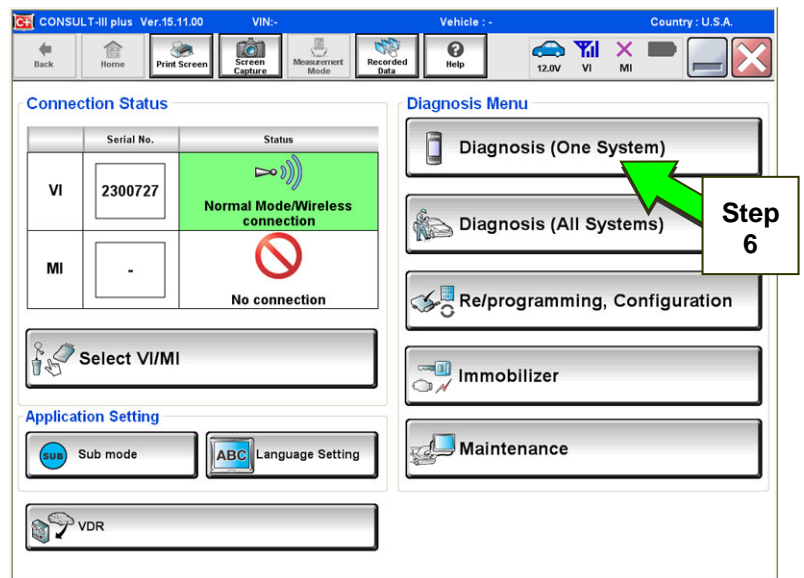 C+ CONSULT-III plus Ver.15.11.00 VIN:- Vehicle : - Country : U.S.A.
Back
Home
Print Screen
Screen
Capture
Measurement
Mode
Recorded
Data
?
Help
12.0V
VI
MI
Connection Status
Serial No. Status
VI
2300727
Normal Mode/Wireless
connection
MI
-
No connection
Select VI/MI
Application Setting
SUB
Sub mode
ABC
Language Setting
VDR
Diagnosis Menu
Diagnosis (One System)
Step
6
Diagnosis (All Systems)
Re/programming, Configuration
Immobilizer
Maintenance